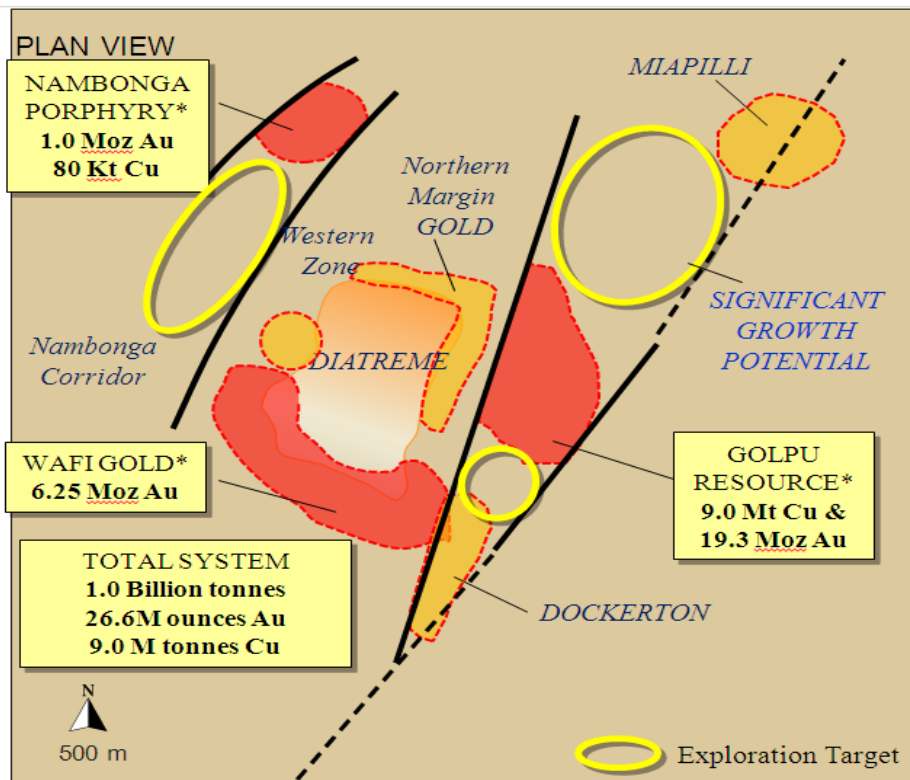 PLAN VIEW
NAMBONGA
PORPHYRY*
1.0 Moz Au
80 Kt Cu
MIAPILLI
Northern
Margin
GOLD
Western
Zone
SIGNIFICANT
GROWTH
POTENTIAL
Nambonga
Corridor
DIATREME
WAFI GOLD*
6.25 Moz Au
GOLPU
RESOURCE*
9.0 Mt Cu &
19.3 Moz Au
TOTAL SYSTEM
1.0 Billion tonnes
26.6M ounces Au
9.0 M tonnes Cu
DOCKERTON
N
500 m
Exploration Target